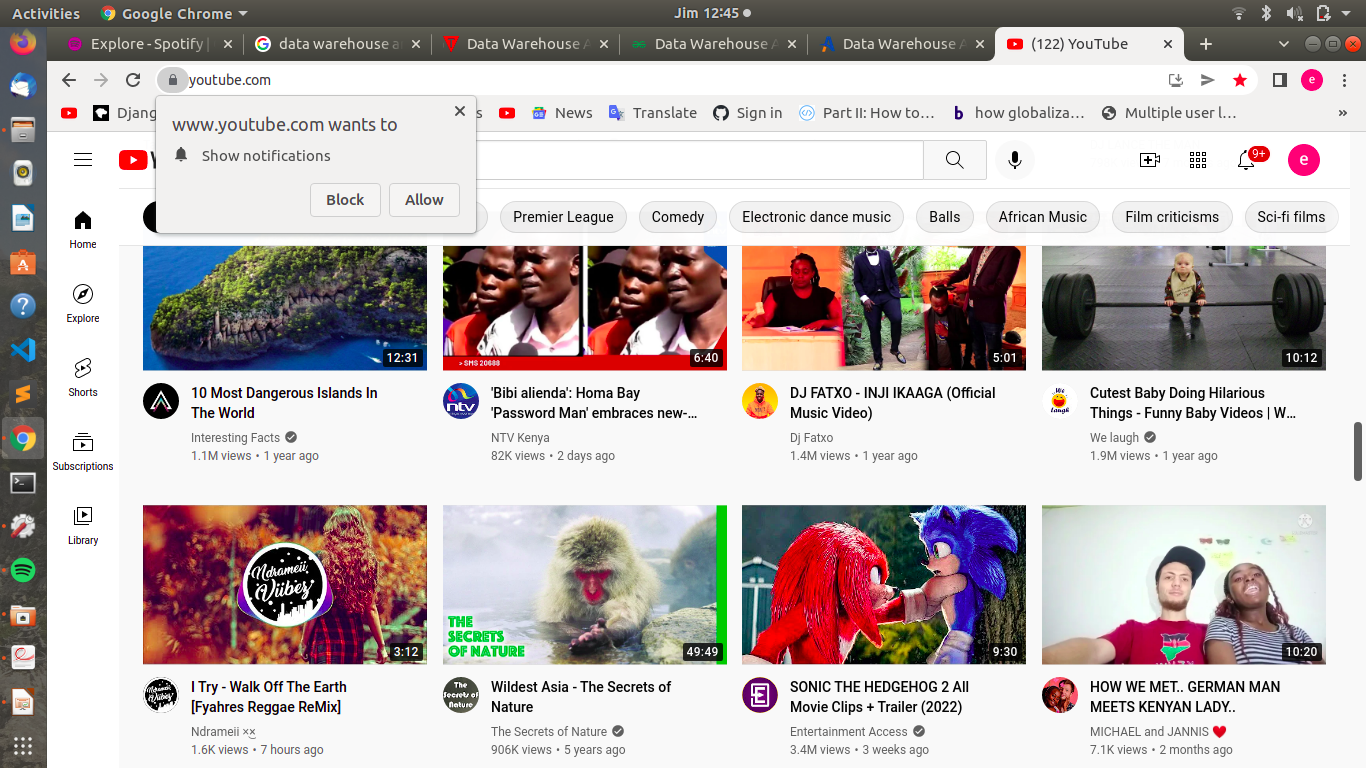 Activities
Google Chrome
Jim 12:45
Explore - Spotify |
data warehouse a
Data Warehouse A
Data Warehouse A
Data Warehouse A
(122) YouTube
youtube.com
Djang
News
Translate
Sign in
Part II: How to…
how globaliza…
Multiple user l…
»
www.youtube.com wants to
Show notifications
Block
Allow
9+
e
Premier League
Comedy
Electronic dance music
Balls
African Music
Film criticisms
Sci-fi films
Home
Explore
Shorts
Subscriptions
Library
12:31
> SMS 20689
6:40
5:01
10:12
10 Most Dangerous Islands In
The World
Interesting Facts
1.1M views • 1 year ago
ntv
'Bibi alienda': Homa Bay
'Password Man' embraces new-…
NTV Kenya
82K views • 2 days ago
DJ FATXO - INJI IKAAGA (Official
Music Video)
Dj Fatxo
1.4M views • 1 year ago
We
laugh
Cutest Baby Doing Hilarious
Things - Funny Baby Videos | W…
We laugh
1.9M views • 1 year ago
Ndrameii
Viibez
3:12
THE
SECRETS
OF NATURE
49:49
9:30
10:20
I Try - Walk Off The Earth
[Fyahres Reggae ReMix]
Ndrameii
1.6K views • 7 hours ago
The
Secrets of
Nature
Wildest Asia - The Secrets of
Nature
The Secrets of Nature
906K views • 5 years ago
E
SONIC THE HEDGEHOG 2 All
Movie Clips + Trailer (2022)
Entertainment Access
3.4M views • 3 weeks ago
HOW WE MET.. GERMAN MAN
MEETS KENYAN LADY..
MICHAEL and JANNIS ❤️
7.1K views • 2 months ago